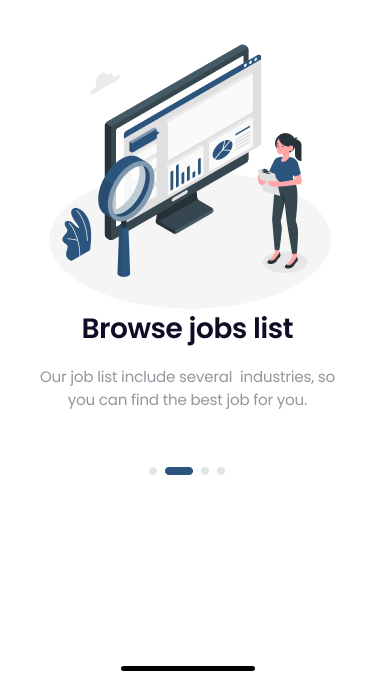 Browse jobs list
Our job list include several  industries, so
you can find the best job for you.